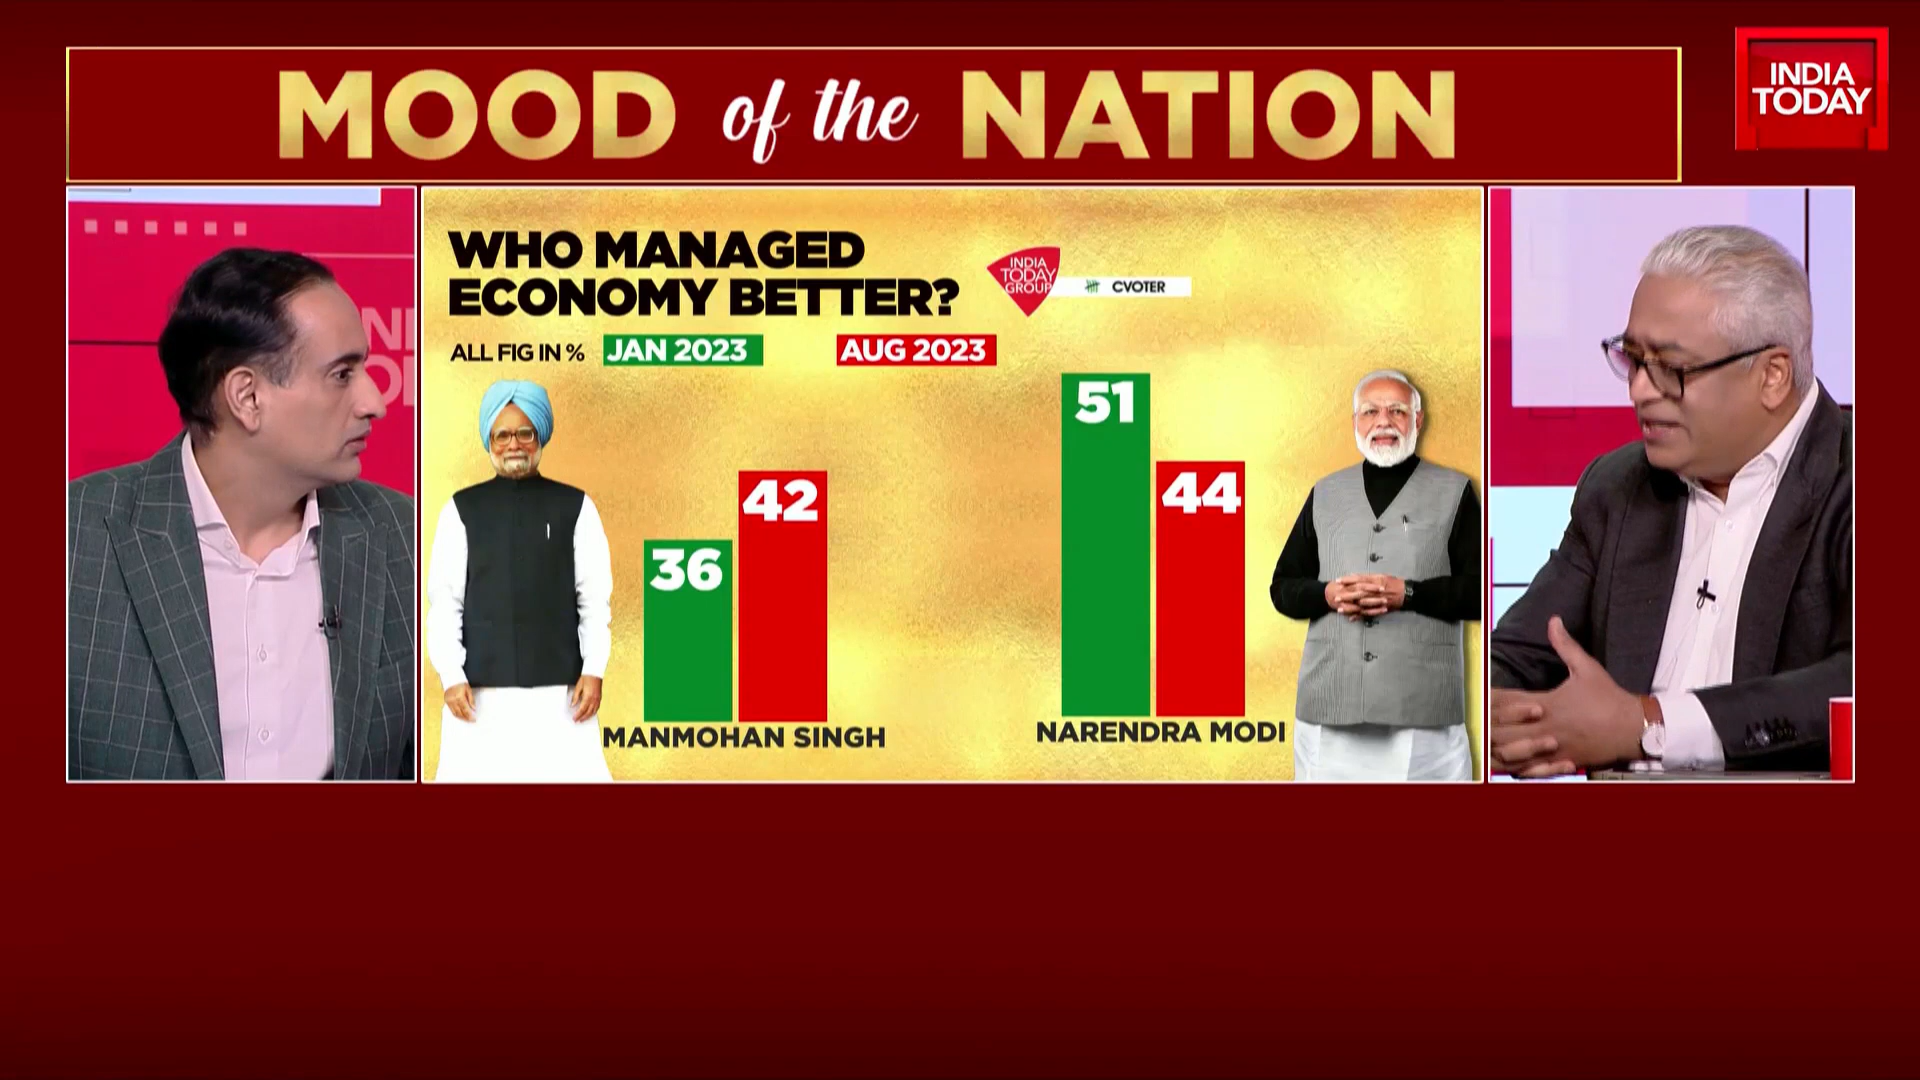 MOOD of the NATION
INDIA
TODAY
WHO MANAGED
ECONOMY BETTER?
INDIA
TODAY
GROUP
CVOTER
ALL FIG IN %
JAN 2023
AUG 2023
36
42
51
44
MANMOHAN SINGH
NARENDRA MODI